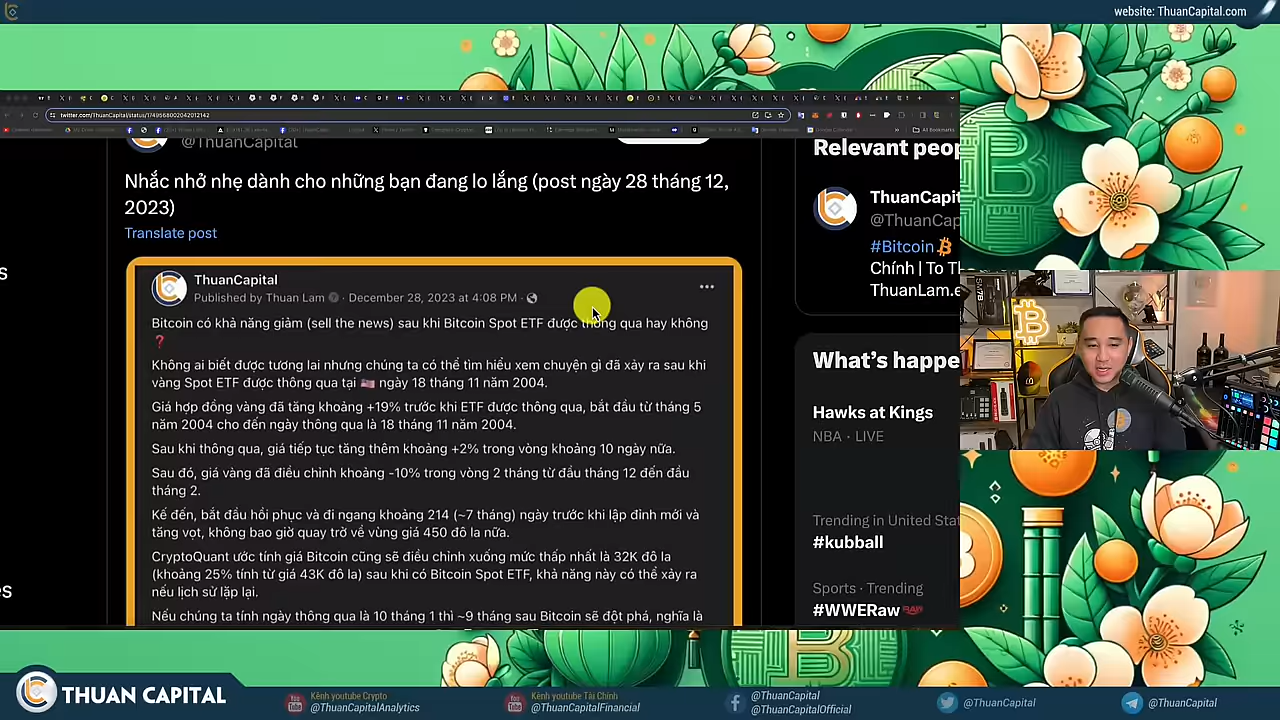 website: ThuanCapital.com
twitter.com/ThuanCapital/status/1749568002042012142
All Bookmarks
@ThuanCapital
Nhắc nhở nhẹ dành cho những bạn đang lo lắng (post ngày 28 tháng 12,
2023)
Translate post
ThuanCapital
Published by Thuan Lam · December 28, 2023 at 4:08 PM ·
Bitcoin có khả năng giảm (sell the news) sau khi Bitcoin Spot ETF được thông qua hay không
❓
Không ai biết được tương lai nhưng chúng ta có thể tìm hiểu xem chuyện gì đã xảy ra sau khi
vàng Spot ETF được thông qua tại 🇺🇸 ngày 18 tháng 11 năm 2004.
Giá hợp đồng vàng đã tăng khoảng +19% trước khi ETF được thông qua, bắt đầu từ tháng 5
năm 2004 cho đến ngày thông qua là 18 tháng 11 năm 2004.
Sau khi thông qua, giá tiếp tục tăng thêm khoảng +2% trong vòng khoảng 10 ngày nữa.
Sau đó, giá vàng đã điều chỉnh khoảng -10% trong vòng 2 tháng từ đầu tháng 12 đến đầu
tháng 2.
Kế đến, bắt đầu hồi phục và đi ngang khoảng 214 (~7 tháng) ngày trước khi lập đỉnh mới và
tăng vọt, không bao giờ quay trở về vùng giá 450 đô la nữa.
CryptoQuant ước tính giá Bitcoin cũng sẽ điều chỉnh xuống mức thấp nhất là 32K đô la
(khoảng 25% tính từ giá 43K đô la) sau khi có Bitcoin Spot ETF, khả năng này có thể xảy ra
nếu lịch sử lặp lại.
Nếu chúng ta tính ngày thông qua là 10 tháng 1 thì ~9 tháng sau Bitcoin sẽ đột phá, nghĩa là
Relevant peop
ThuanCapit
@ThuanCap
#Bitcoin
Chính | To T
ThuanLam.e
What's happe
Hawks at Kings
NBA · LIVE
Trending in United Stat
#kubball
Sports · Trending
#WWERaw
s
es
THUAN CAPITAL
Kênh youtube Crypto
@ThuanCapitalAnalytics
Kênh youtube Tài Chính
@ThuanCapitalFinancial
@ThuanCapital
@ThuanCapitalOfficial
@ThuanCapital
@ThuanCapital